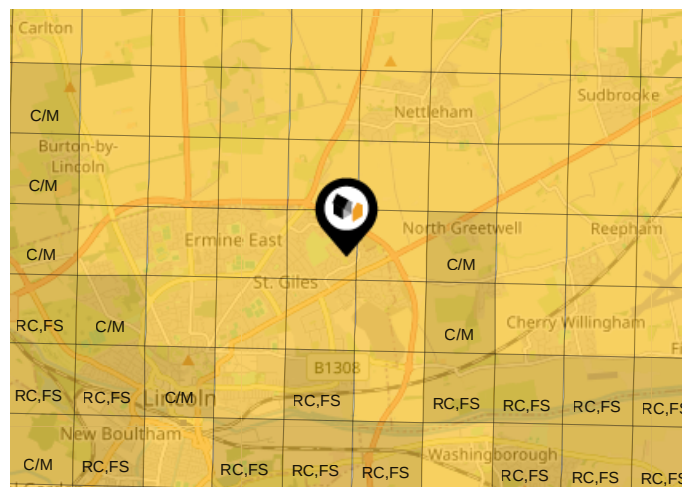 Carlton
Sudbrooke
Nettleham
C/M
Burton-by-
Lincoln
C/M
North Greetwell
Reepham
Ermine East
C/M
C/M
St. Giles
RC,FS
C/M
Cherry Willingham
C/M
B1308
RC,FS
RC,FS
Lincoln
C/M
RC,FS
RC,FS
RC,FS
RC,FS
RC,FS
New Boultham
Washingborough
C/M
RC,FS
RC,FS
RC,FS
RC,FS
RC,FS
RC,FS
RC,FS